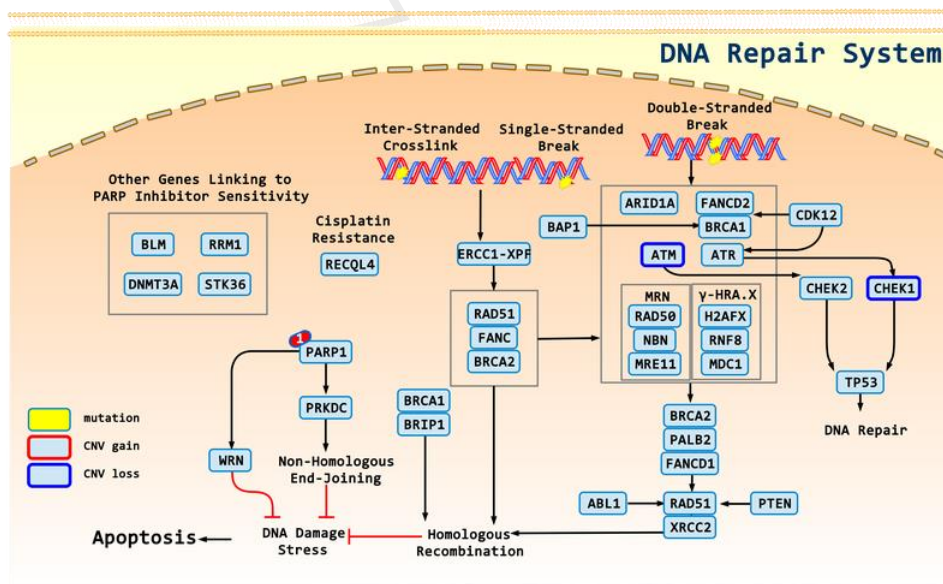 DNA Repair System
Double-Stranded
Break
Inter-Stranded
Crosslink
Single-Stranded
Break
Other Genes Linking to
PARP Inhibitor Sensitivity
BLM
RRM1
DNMT3A
STK36
Cisplatin
Resistance
RECQL4
ERCC1-XPF
RAD51
FANC
BRCA2
BAP1
ARID1A
FANCD2
BRCA1
CDK12
ATM
ATR
CHEK2
CHEK1
MRN
RAD50
NBN
MRE11
γ-HRA.X
H2AFX
RNF8
MDC1
TP53
DNA Repair
1
PARP1
PRKDC
BRCA1
BRIP1
WRN
Non-Homologous
End-Joining
BRCA2
PALB2
FANCD1
ABL1
RAD51
PTEN
XRCC2
mutation
CNV gain
CNV loss
Apoptosis
DNA Damage
Stress
Homologous
Recombination